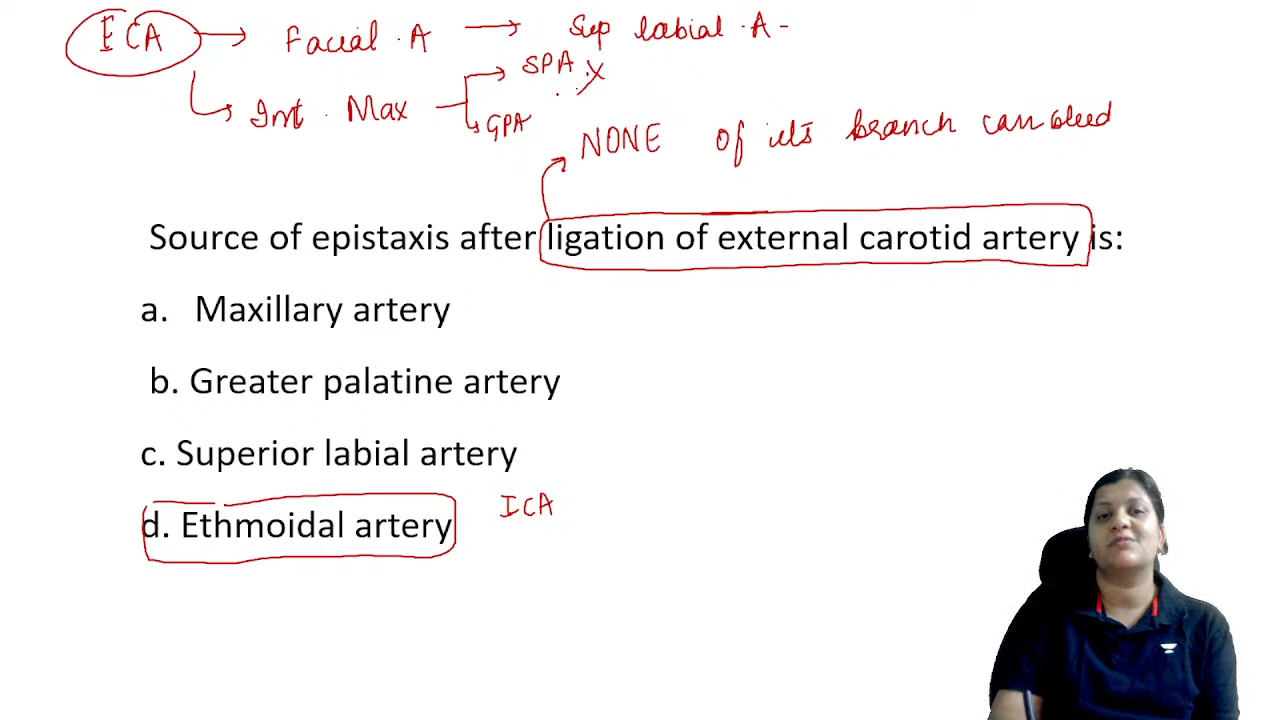 ECA → Facial . A → Sup labial . A -
Int . Max SPA . X
GPA
NONE of its branch can bleed
Source of epistaxis after ligation of external carotid artery is:
a. Maxillary artery
b. Greater palatine artery
c. Superior labial artery
d. Ethmoidal artery ICA